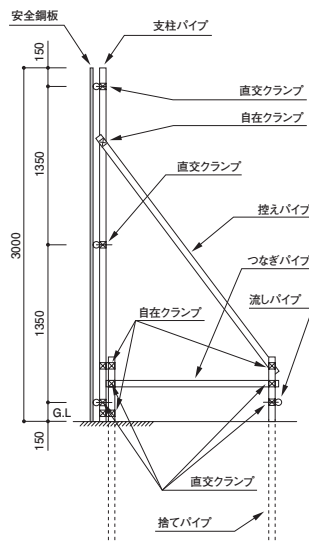 安全鋼板
支柱パイプ
150
直交クランプ
自在クランプ
1350
直交クランプ
控えパイプ
3000
つなぎパイプ
流しパイプ
1350
自在クランプ
G.L
150
直交クランプ
捨てパイプ